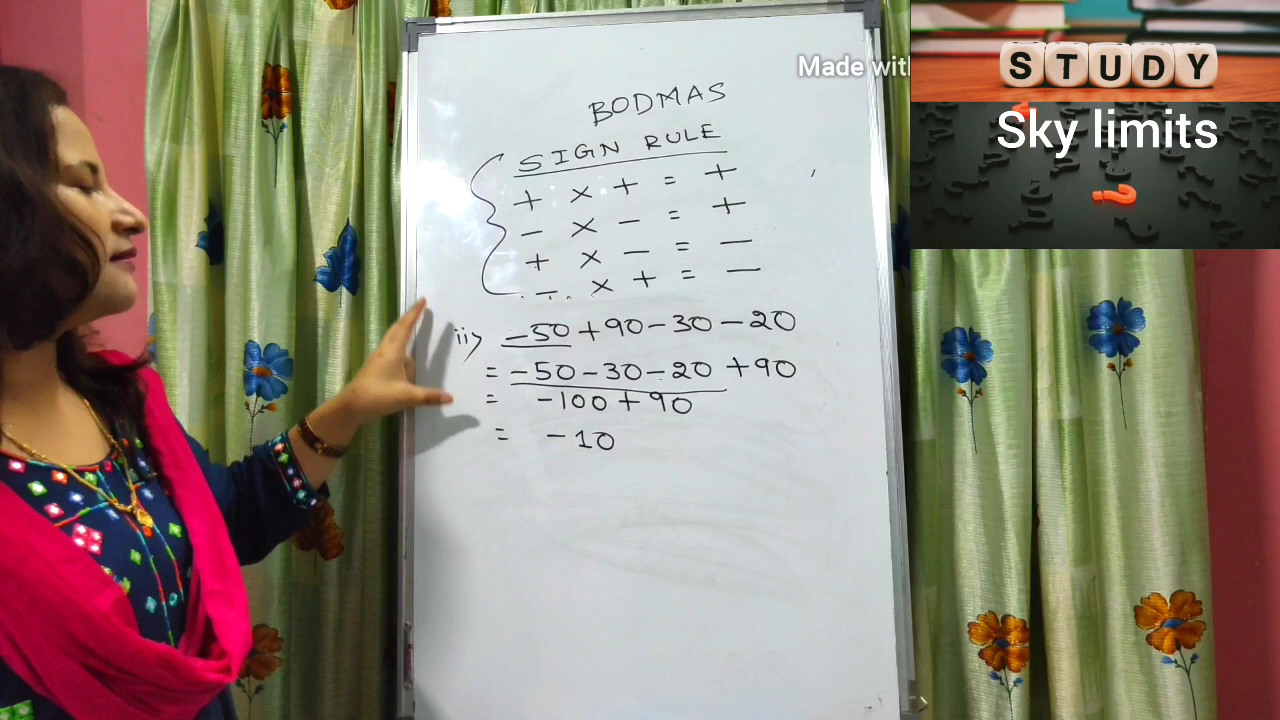 Made with
STUDY
Sky limits
BODMAS
SIGN RULE
+ × + = +
- × - = +
+ × - = -
- × + = -
ii> -50+90-30-20
= -50-30-20+90
= -100+90
= -10